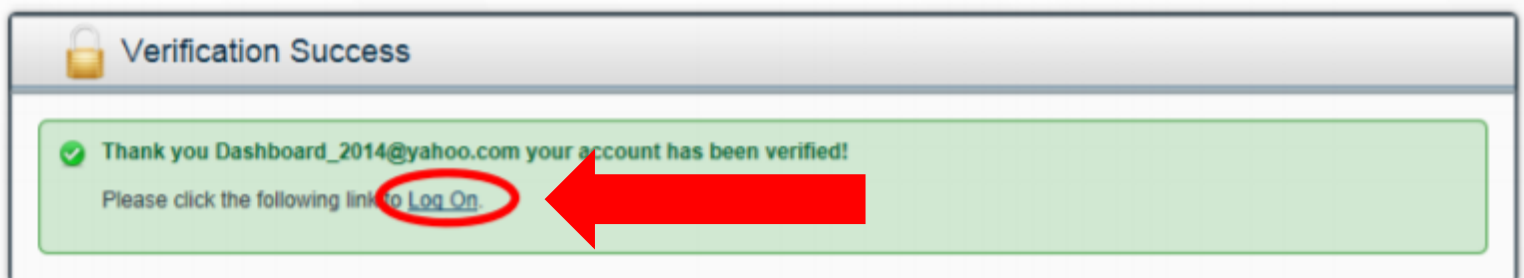 Verification Success
Thank you Dashboard_2014@yahoo.com your account has been verified!
Please click the following link to Log On.